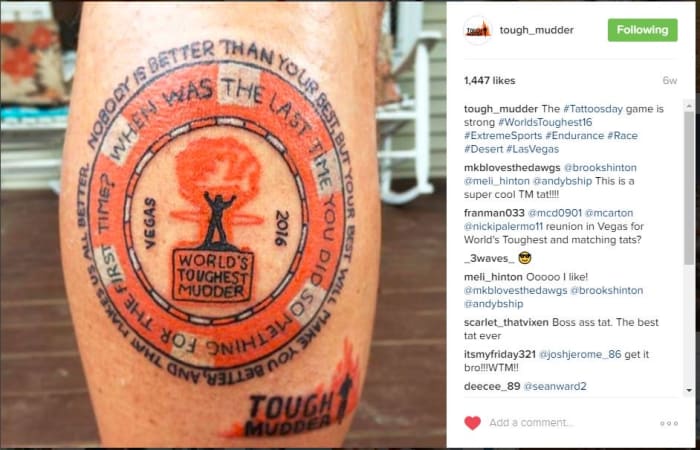 NOBODY IS BETTER THAN YOUR BEST, BUT YOUR BEST WILL MAKE YOU BETTER, AND THAT MAKES US ALL BETTER.
WHEN WAS THE LAST TIME YOU DID SOMETHING FOR THE FIRST TIME?
VEGAS
2016
WORLD'S
TOUGHEST
MUDDER
TOUGH
MUDDER
tough_mudder
Following
1,447 likes
6w
tough_mudder The #Tattoosday game is
strong #WorldsToughest16
#ExtremeSports #Endurance #Race
#Desert #LasVegas
mkblovesthedawgs @brookshinton
@meli_hinton @andybship This is a
super cool TM tat!!!!
franman033 @mcd0901 @mcarton
@nickipalermo11 reunion in Vegas for
World's Toughest and matching tats?
_3waves_ 😎
meli_hinton Ooooo I like!
@mkblovesthedawgs @brookshinton
@andybship
scarlet_thatvixen Boss ass tat. The best
tat ever
itsmyfriday321 @joshjerome_86 get it
bro!!!WTM!!
deecee_89 @seanward2
Add a comment...